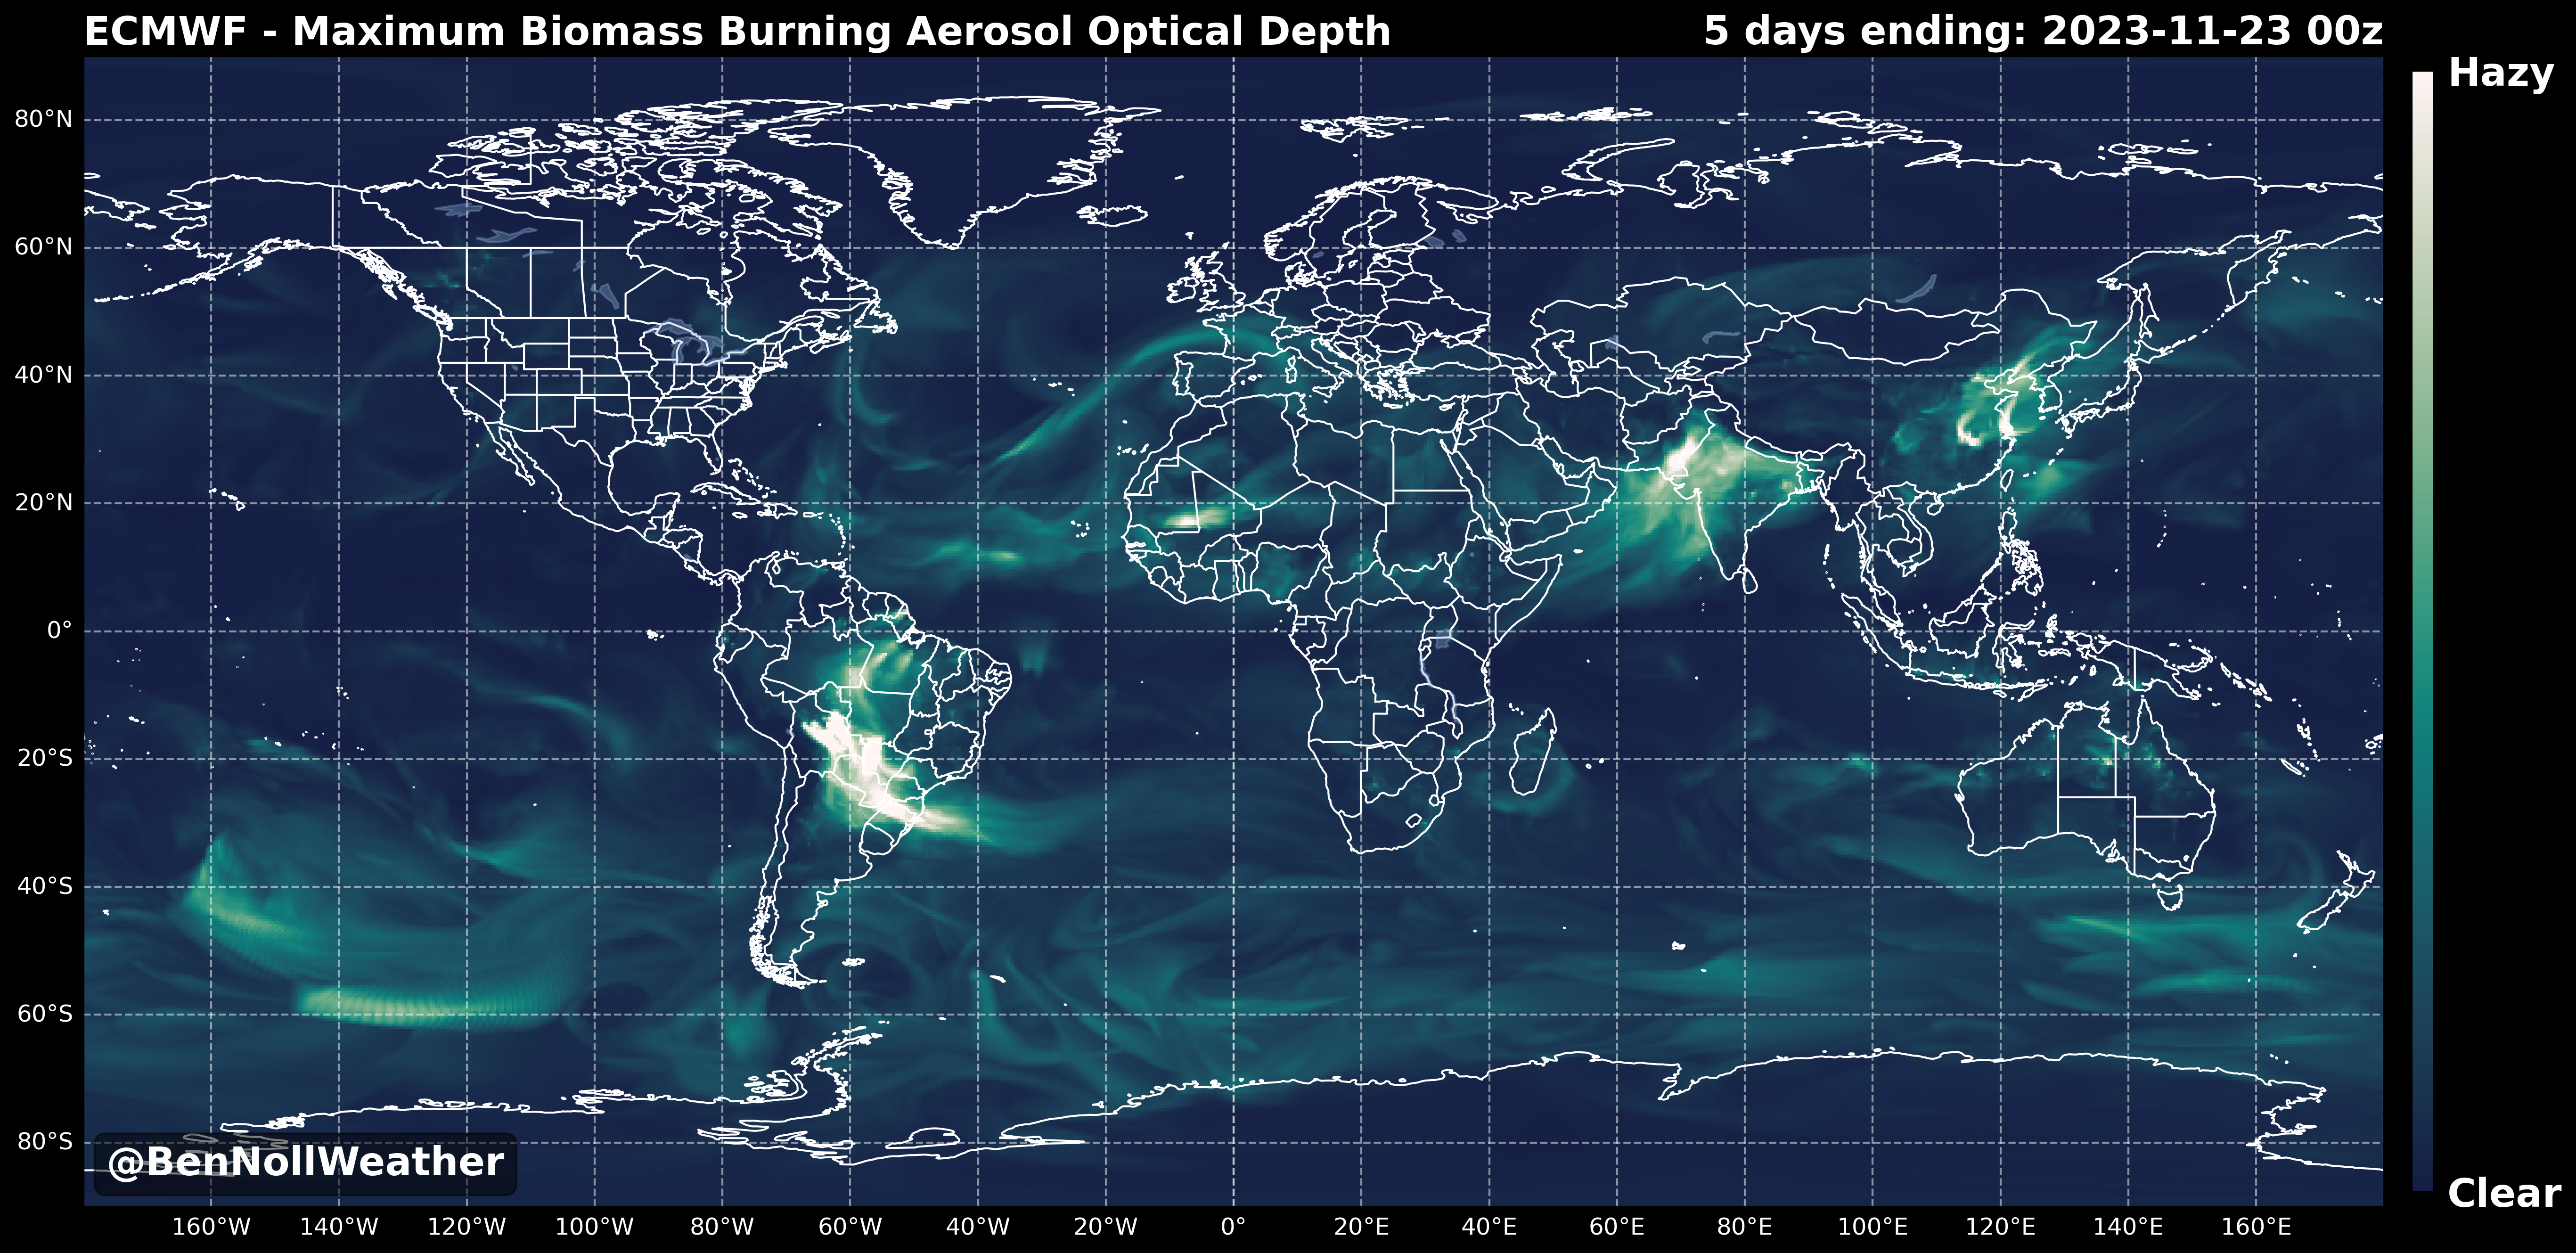 ECMWF - Maximum Biomass Burning Aerosol Optical Depth
5 days ending: 2023-11-23 00z
Hazy
80°N
60°N
40°N
20°N
0°
20°S
40°S
60°S
80°S
@BenNollWeather
Clear
160°W 140°W 120°W 100°W 80°W 60°W 40°W 20°W 0° 20°E 40°E 60°E 80°E 100°E 120°E 140°E 160°E